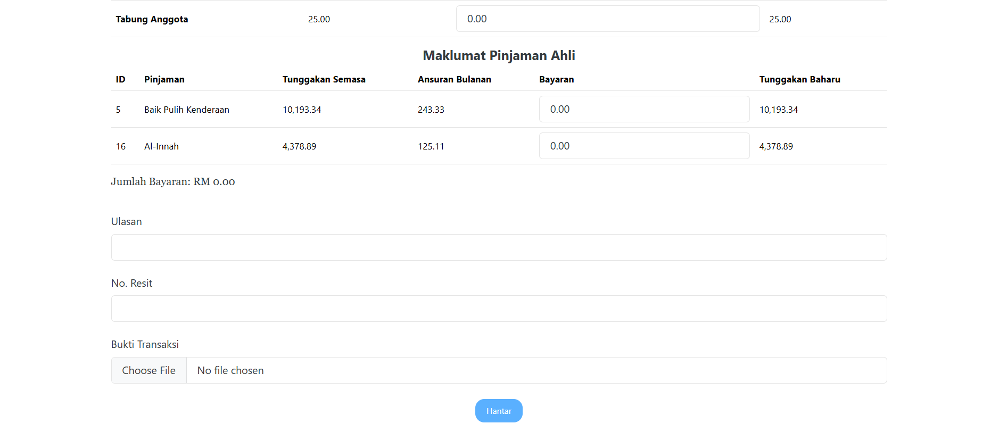 Tabung Anggota 25.00 0.00 25.00
Maklumat Pinjaman Ahli
ID Pinjaman Tunggakan Semasa Ansuran Bulanan Bayaran Tunggakan Baharu
5 Baik Pulih Kenderaan 10,193.34 243.33 0.00 10,193.34
16 Al-Innah 4,378.89 125.11 0.00 4,378.89
Jumlah Bayaran: RM 0.00
Ulasan
No. Resit
Bukti Transaksi
Choose File No file chosen
Hantar